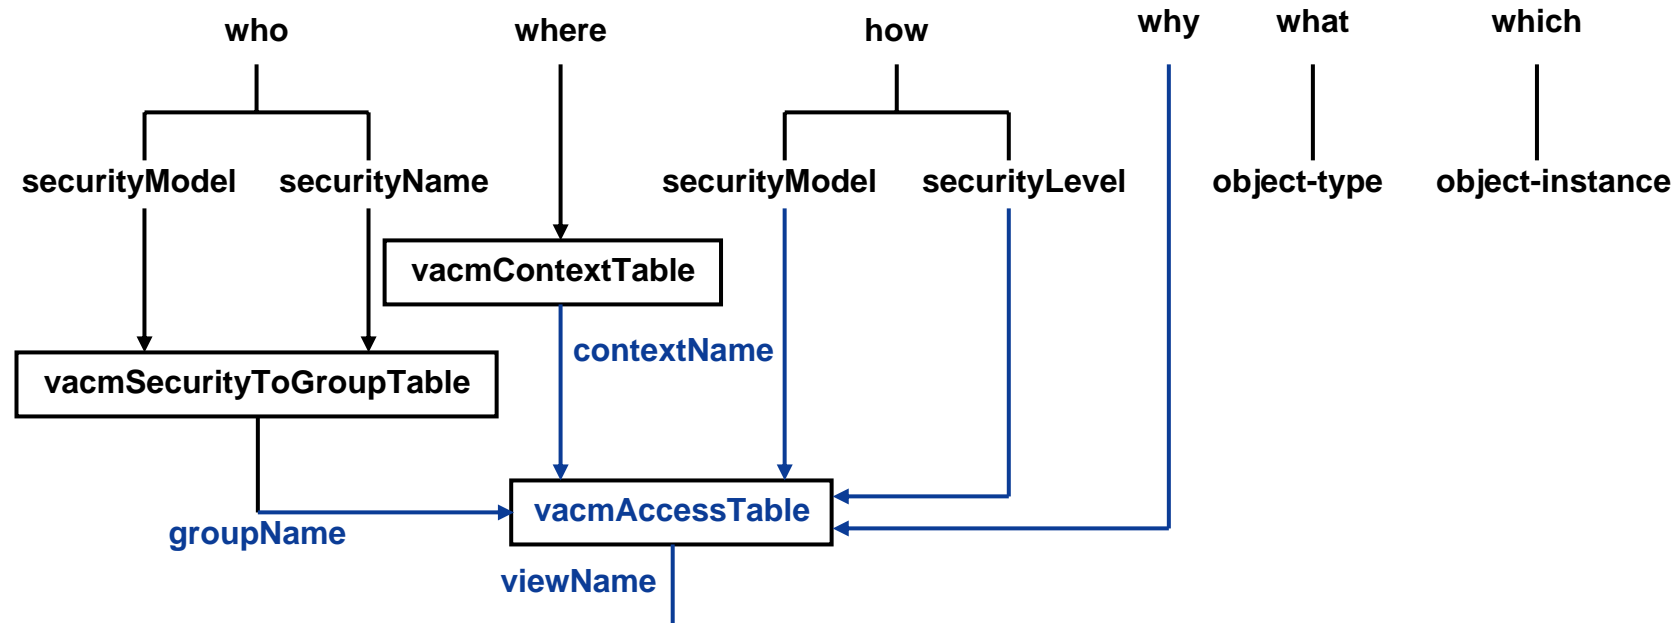 who where how why what which
securityModel securityName securityModel securityLevel object-type object-instance
vacmContextTable
contextName
vacmSecurityToGroupTable
vacmAccessTable
groupName
viewName